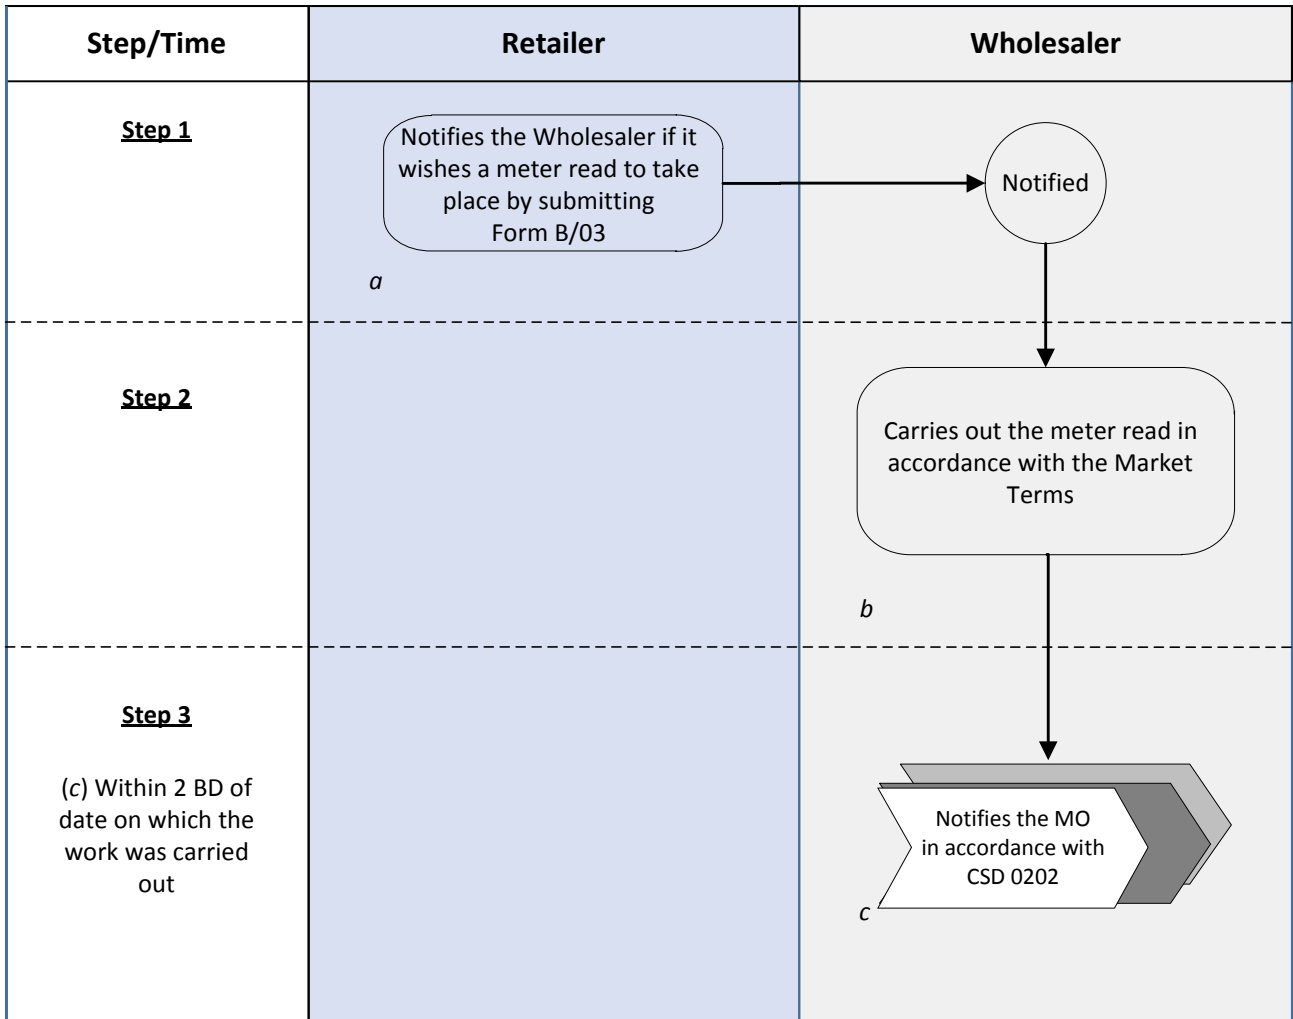 Step/Time
Retailer
Wholesaler
Step 1
Notifies the Wholesaler if it
wishes a meter read to take
place by submitting
Form B/03
a
Notified
Step 2
Carries out the meter read in
accordance with the Market
Terms
b
Step 3
(c) Within 2 BD of
date on which the
work was carried
out
Notifies the MO
in accordance with
CSD 0202
c